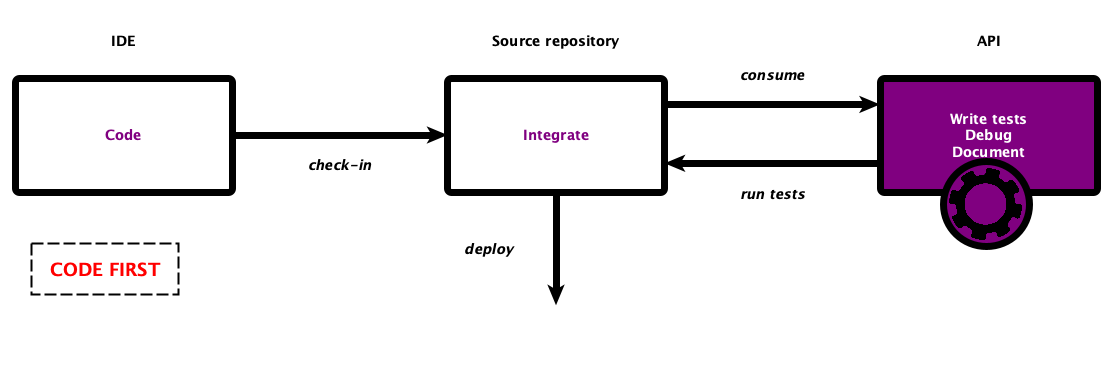 IDE
Source repository
API
consume
Code
Integrate
Write tests
Debug
Document
check-in
run tests
deploy
CODE FIRST